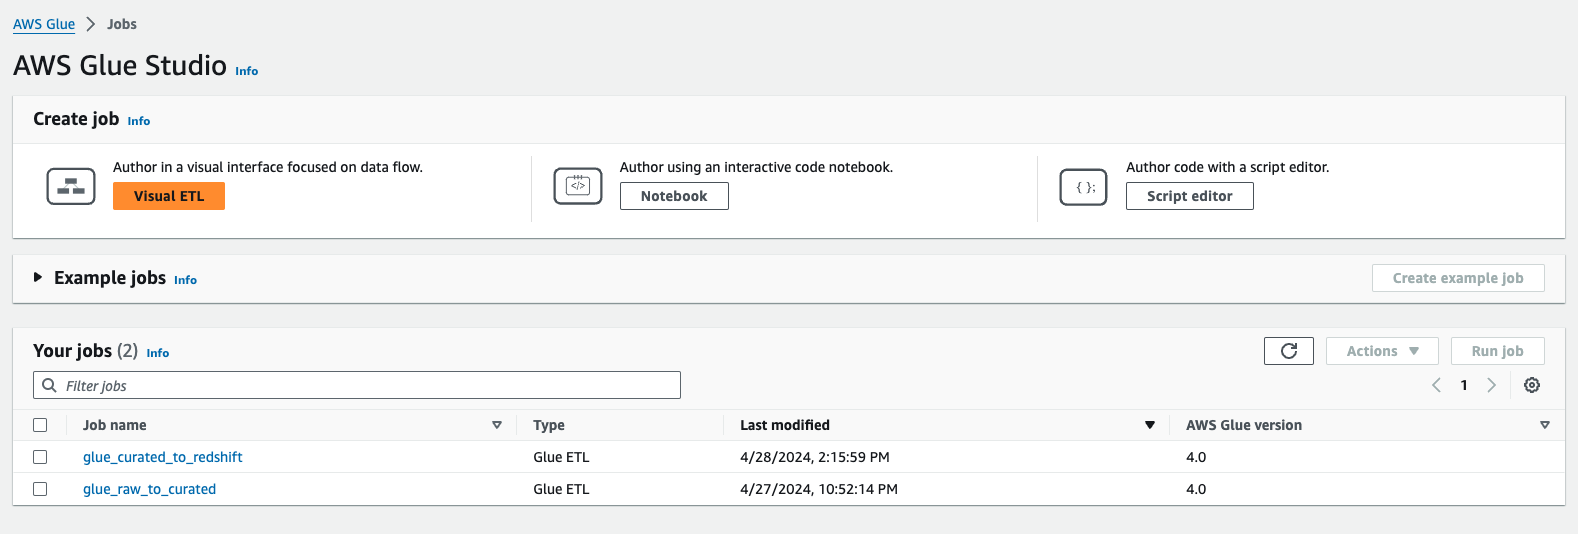 AWS Glue > Jobs
AWS Glue Studio Info
Create job Info
Author in a visual interface focused on data flow.
Visual ETL
</>
Author using an interactive code notebook.
Notebook
{ };
Author code with a script editor.
Script editor
Example jobs Info
Create example job
Your jobs (2) Info
Actions
Run job
Filter jobs
1
Job name Type Last modified AWS Glue version
glue_curated_to_redshift Glue ETL 4/28/2024, 2:15:59 PM 4.0
glue_raw_to_curated Glue ETL 4/27/2024, 10:52:14 PM 4.0